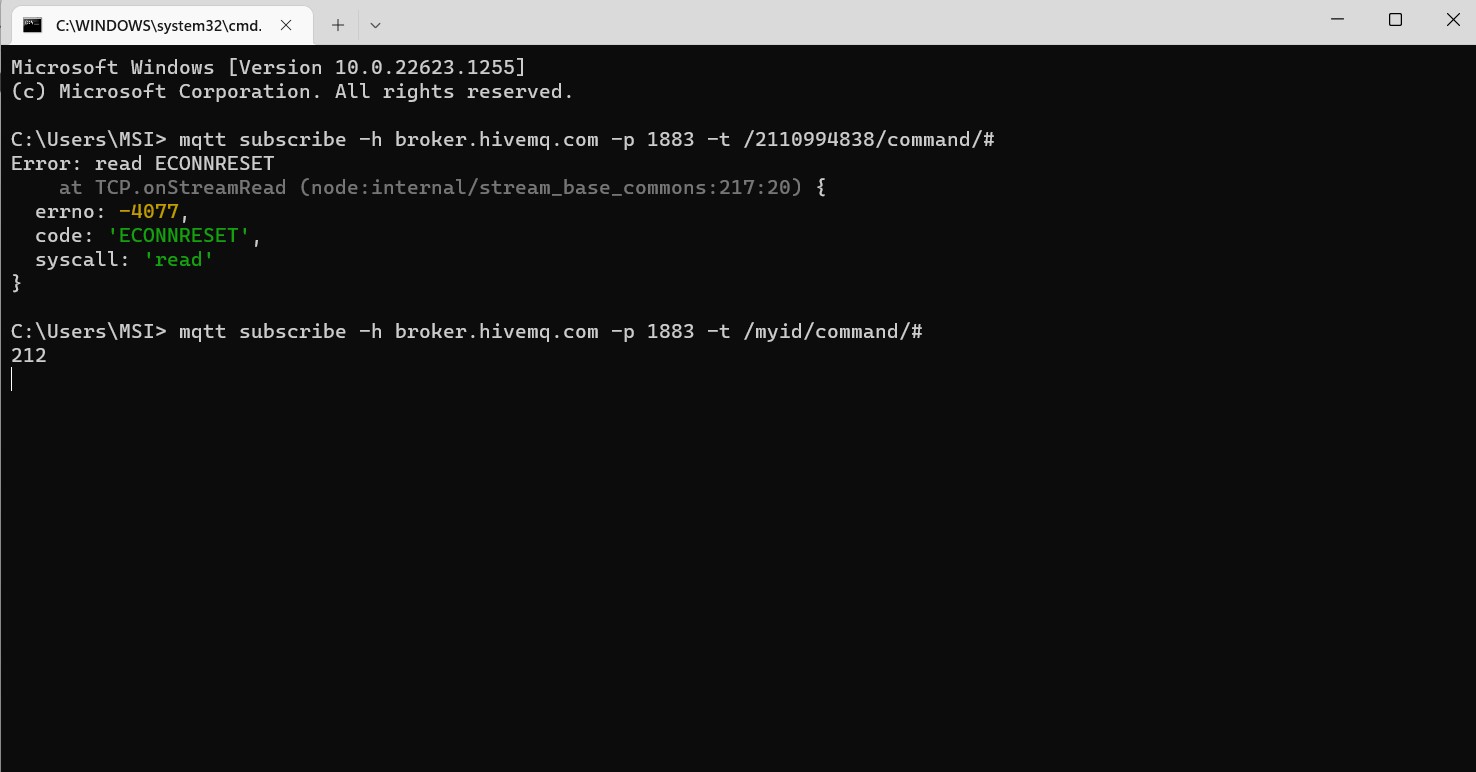 C:\WINDOWS\system32\cmd.
Microsoft Windows [Version 10.0.22623.1255]
(c) Microsoft Corporation. All rights reserved.
C:\Users\MSI> mqtt subscribe -h broker.hivemq.com -p 1883 -t /2110994838/command/#
Error: read ECONNRESET
    at TCP.onStreamRead (node:internal/stream_base_commons:217:20) {
  errno: -4077,
  code: 'ECONNRESET',
  syscall: 'read'
}
C:\Users\MSI> mqtt subscribe -h broker.hivemq.com -p 1883 -t /myid/command/#
212